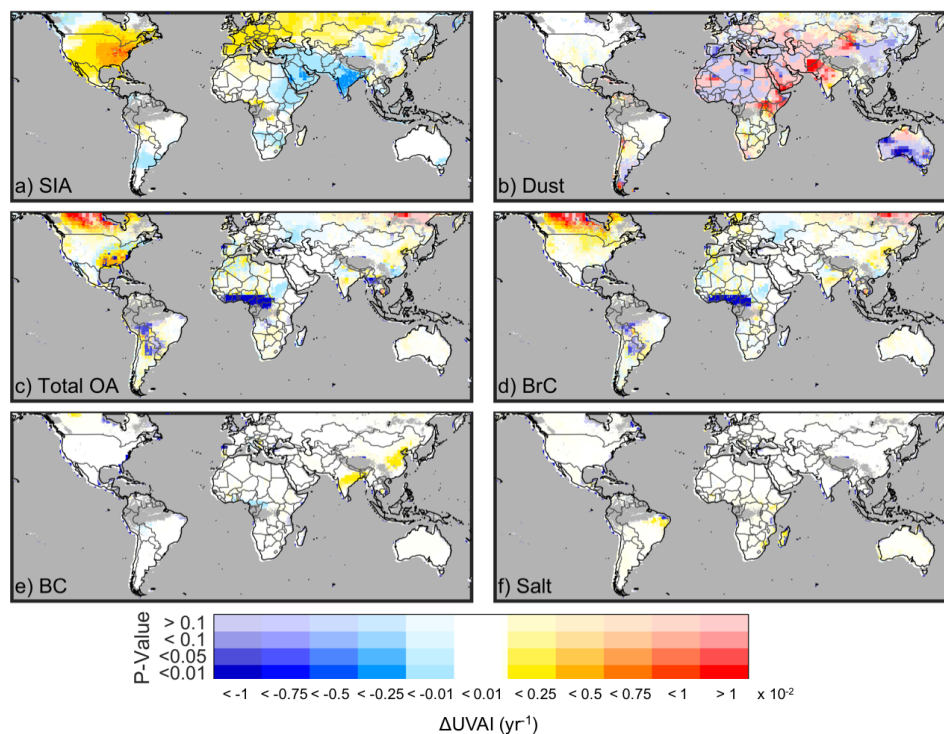 a) SIA
b) Dust
c) Total OA
d) BrC
e) BC
f) Salt
P-Value
> 0.1
< 0.1
<0.05
<0.01
< -1 < -0.75 < -0.5 < -0.25 < -0.01 < 0.01 < 0.25 < 0.5 < 0.75 < 1 > 1 x 10⁻²
ΔUVAI (yr⁻¹)